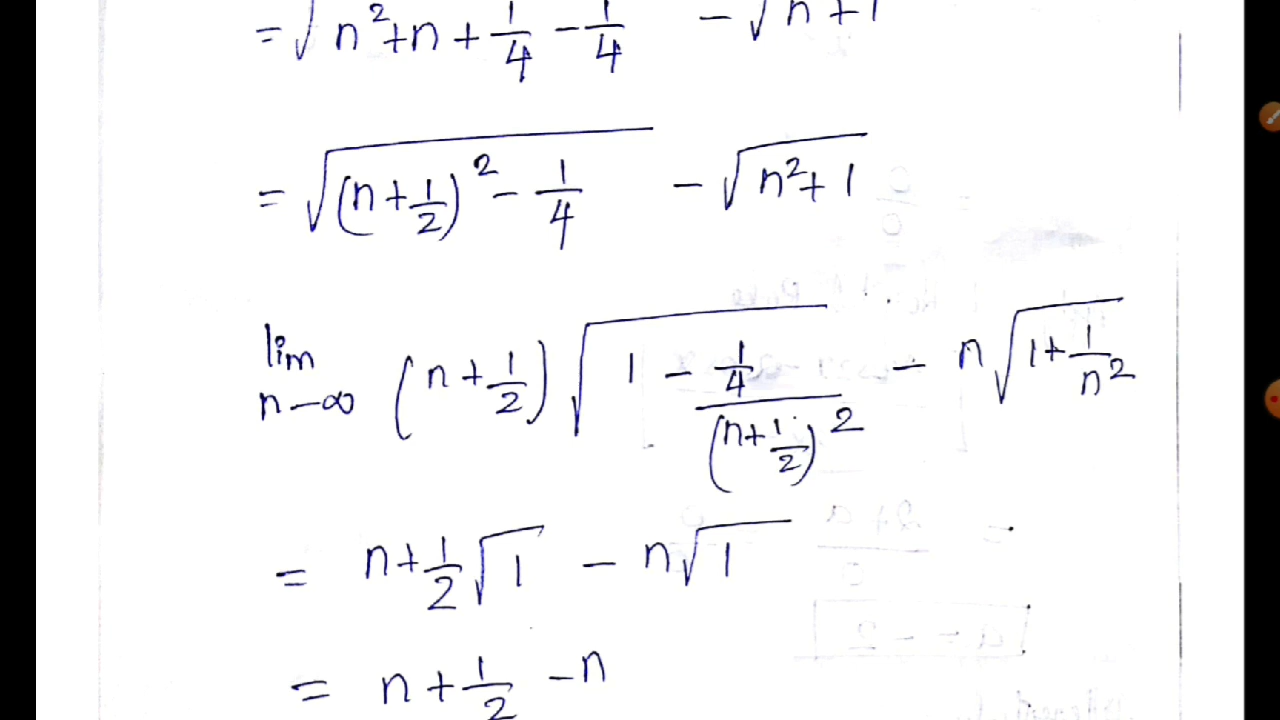 = √(n²+n+1/4-1/4) - √n+1
= √((n+1/2)² - 1/4) - √(n²+1)
lim n-∞ (n+1/2) √(1 - (1/4)/(n+1/2)²) - n√(1+1/n²)
= n+1/2 √1 - n√1
= n+1/2 -n